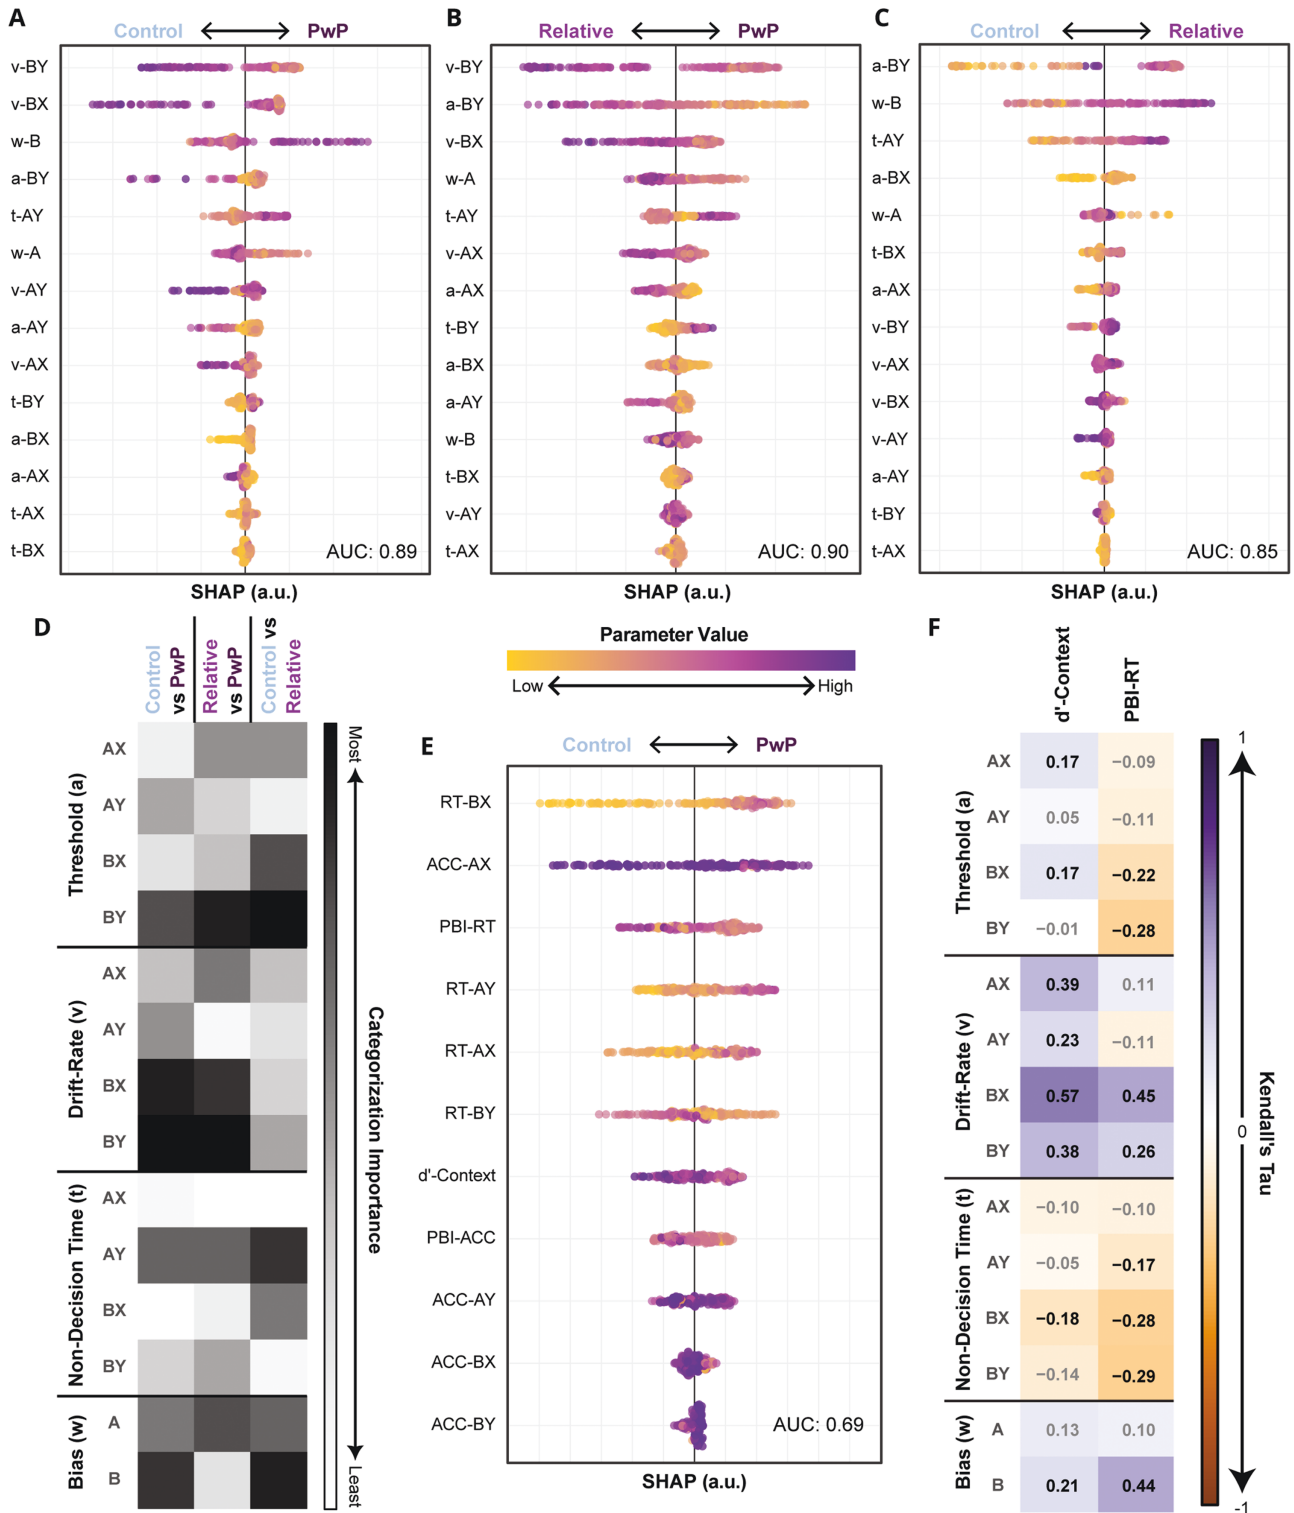 A
Control
PwP
v-BY
v-BX
w-B
a-BY
t-AY
w-A
v-AY
a-AY
v-AX
t-BY
a-BX
a-AX
t-AX
t-BX
AUC: 0.89
SHAP (a.u.)
B
Relative
PwP
v-BY
a-BY
v-BX
w-A
t-AY
v-AX
a-AX
t-BY
a-BX
a-AY
w-B
t-BX
v-AY
t-AX
AUC: 0.90
SHAP (a.u.)
C
Control
Relative
a-BY
w-B
t-AY
a-BX
w-A
t-BX
a-AX
v-BY
v-AX
v-BX
v-AY
a-AY
t-BY
t-AX
AUC: 0.85
SHAP (a.u.)
D
Control
vs PwP
Relative
vs PwP
Control vs
Relative
Threshold (a)
AX
AY
BX
BY
Drift-Rate (v)
AX
AY
BX
BY
Non-Decision Time (t)
AX
AY
BX
BY
Bias (w)
A
B
Most
Categorization Importance
Least
Parameter Value
Low
High
E
Control
PwP
RT-BX
ACC-AX
PBI-RT
RT-AY
RT-AX
RT-BY
d'-Context
PBI-ACC
ACC-AY
ACC-BX
ACC-BY
AUC: 0.69
SHAP (a.u.)
F
d'-Context
PBI-RT
Threshold (a)
AX 0.17 −0.09
AY 0.05 −0.11
BX 0.17 −0.22
BY −0.01 −0.28
Drift-Rate (v)
AX 0.39 0.11
AY 0.23 −0.11
BX 0.57 0.45
BY 0.38 0.26
Non-Decision Time (t)
AX −0.10 −0.10
AY −0.05 −0.17
BX −0.18 −0.28
BY −0.14 −0.29
Bias (w)
A 0.13 0.10
B 0.21 0.44
1
0
-1
Kendall's Tau